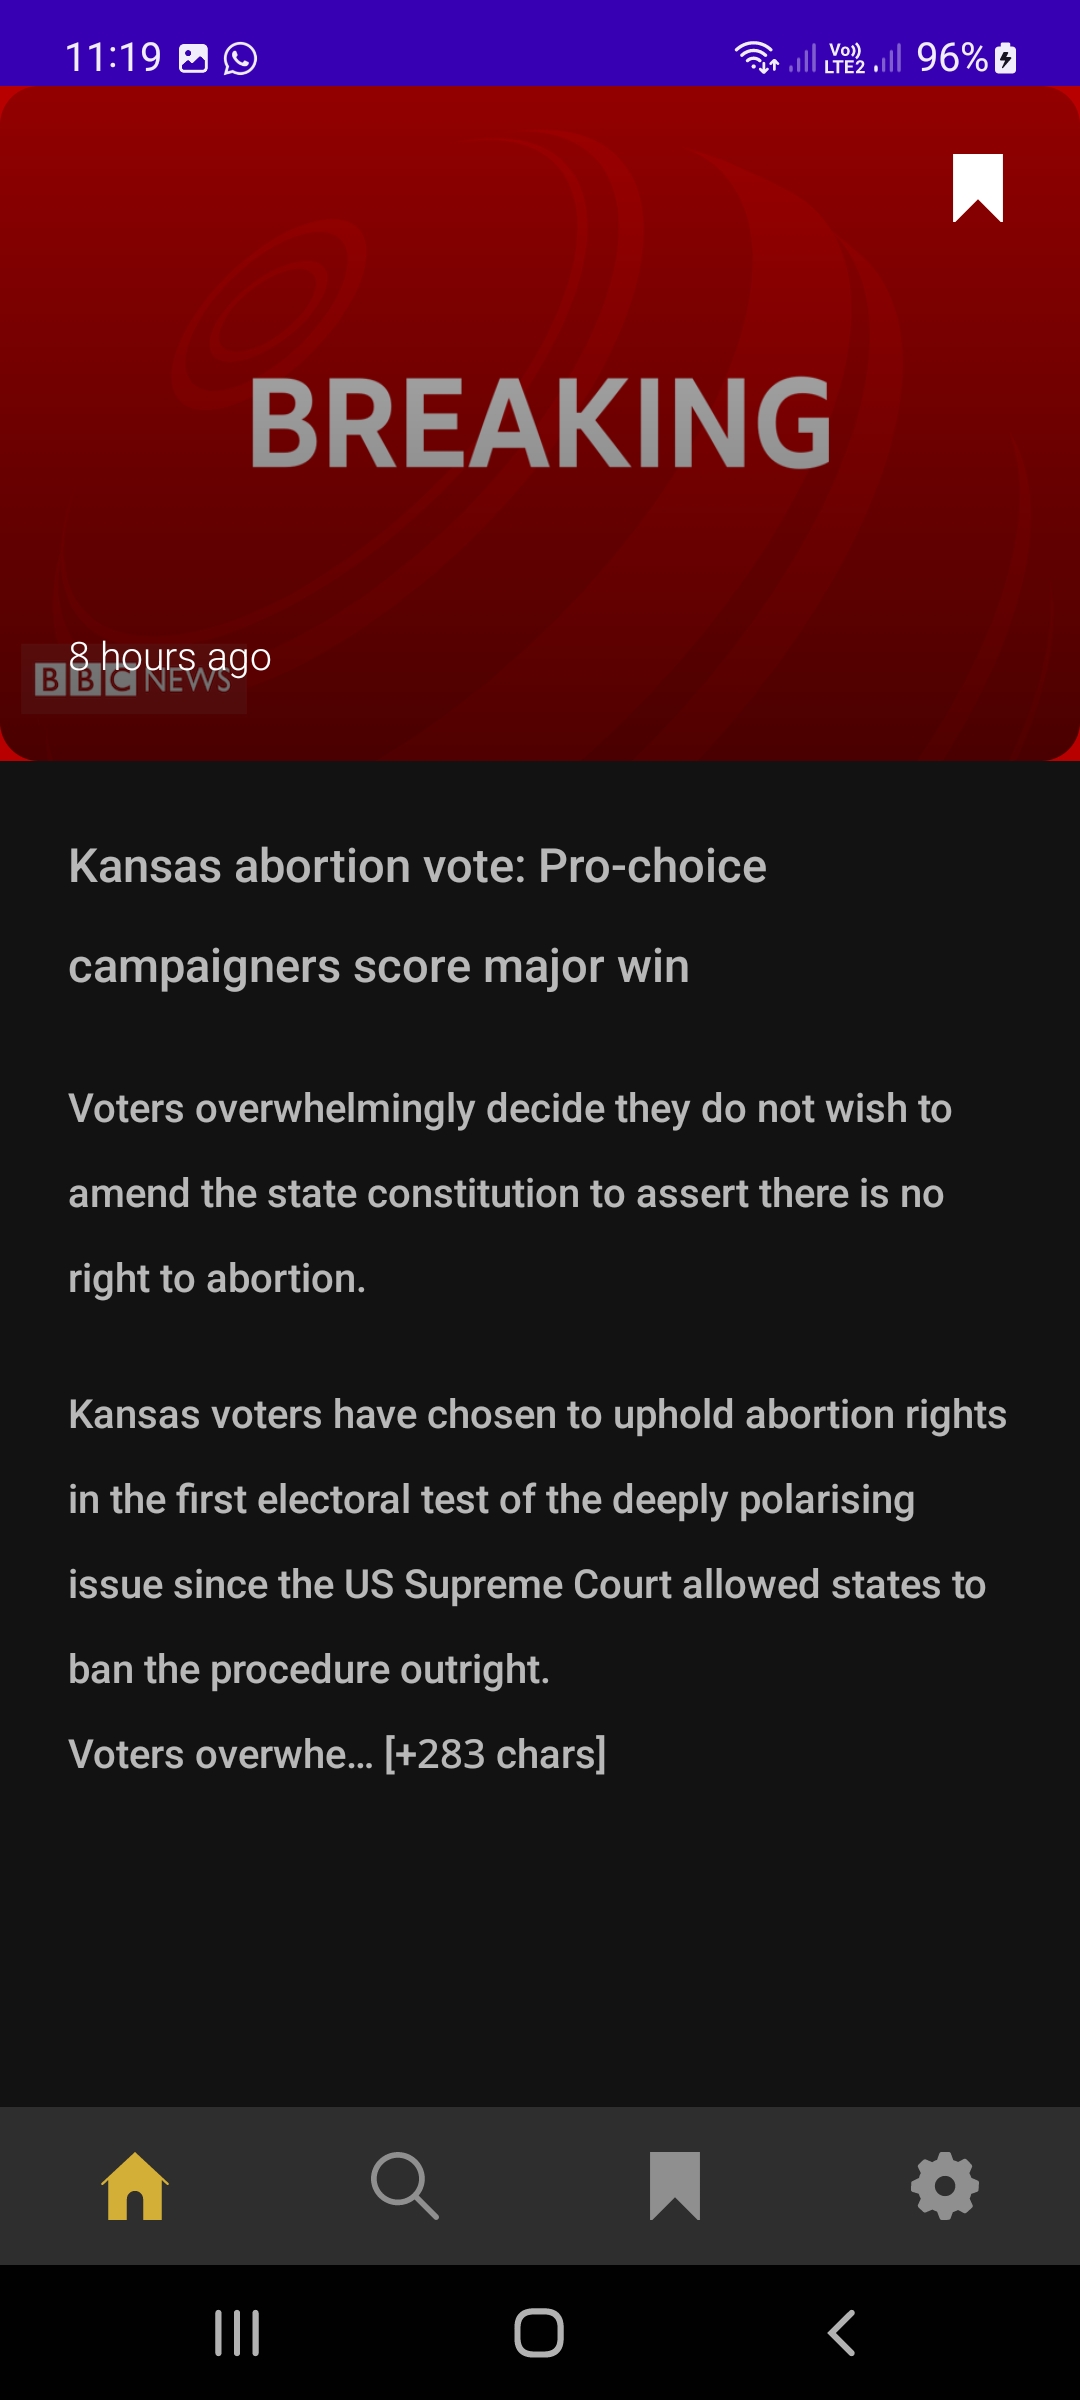 11:19
Vo))
LTE2
96%
BREAKING
8 hours ago
BBC NEWS
Kansas abortion vote: Pro-choice
campaigners score major win
Voters overwhelmingly decide they do not wish to
amend the state constitution to assert there is no
right to abortion.
Kansas voters have chosen to uphold abortion rights
in the first electoral test of the deeply polarising
issue since the US Supreme Court allowed states to
ban the procedure outright.
Voters overwhe… [+283 chars]